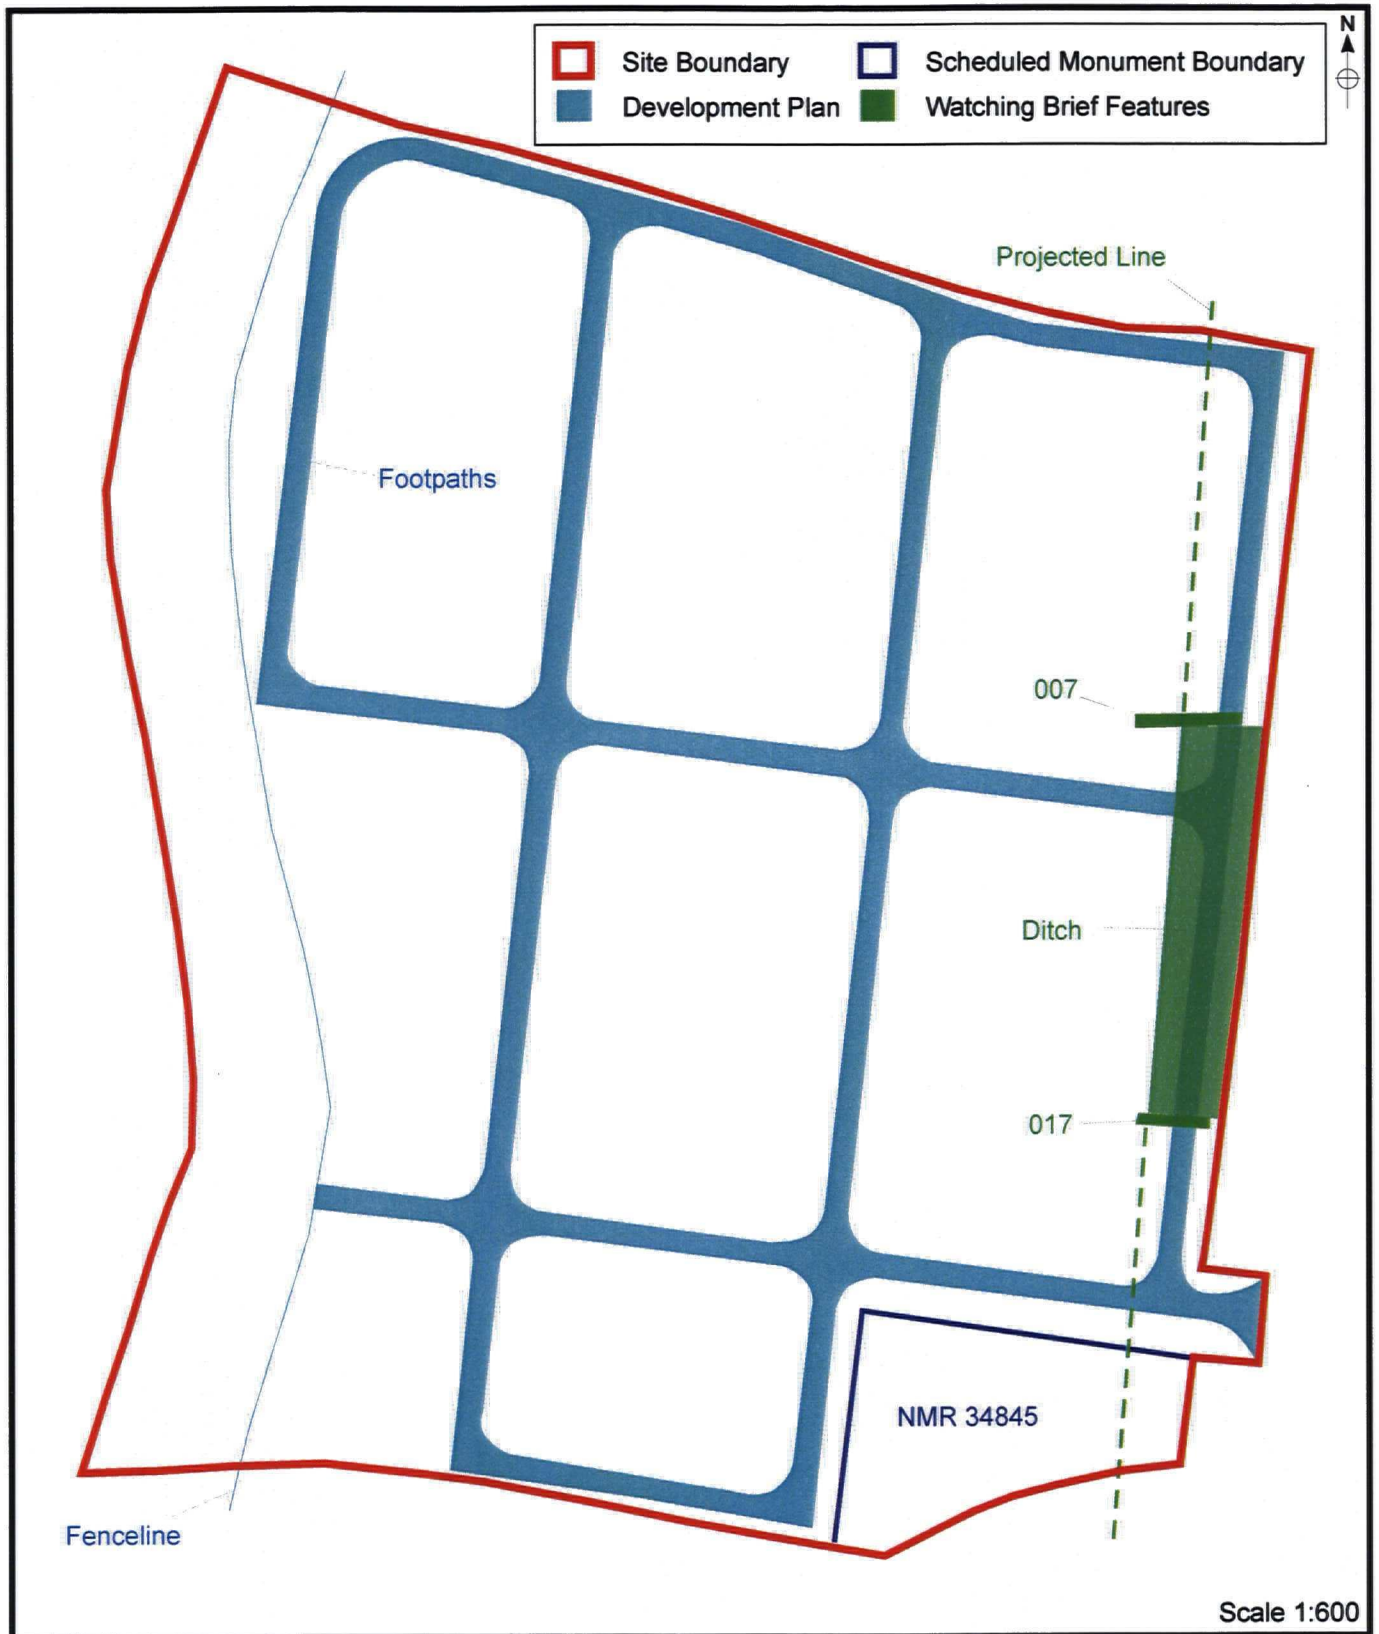 N
Site Boundary
Scheduled Monument Boundary
Development Plan
Watching Brief Features
Projected Line
Footpaths
007
Ditch
017
NMR 34845
Fenceline
Scale 1:600